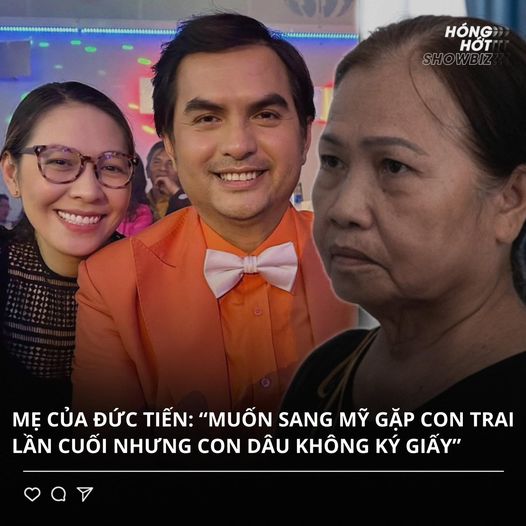 HÓNG
HỚT
SHOWBIZ
MẸ CỦA ĐỨC TIẾN: “MUỐN SANG MỸ GẶP CON TRAI
LẦN CUỐI NHƯNG CON DÂU KHÔNG KÝ GIẤY”